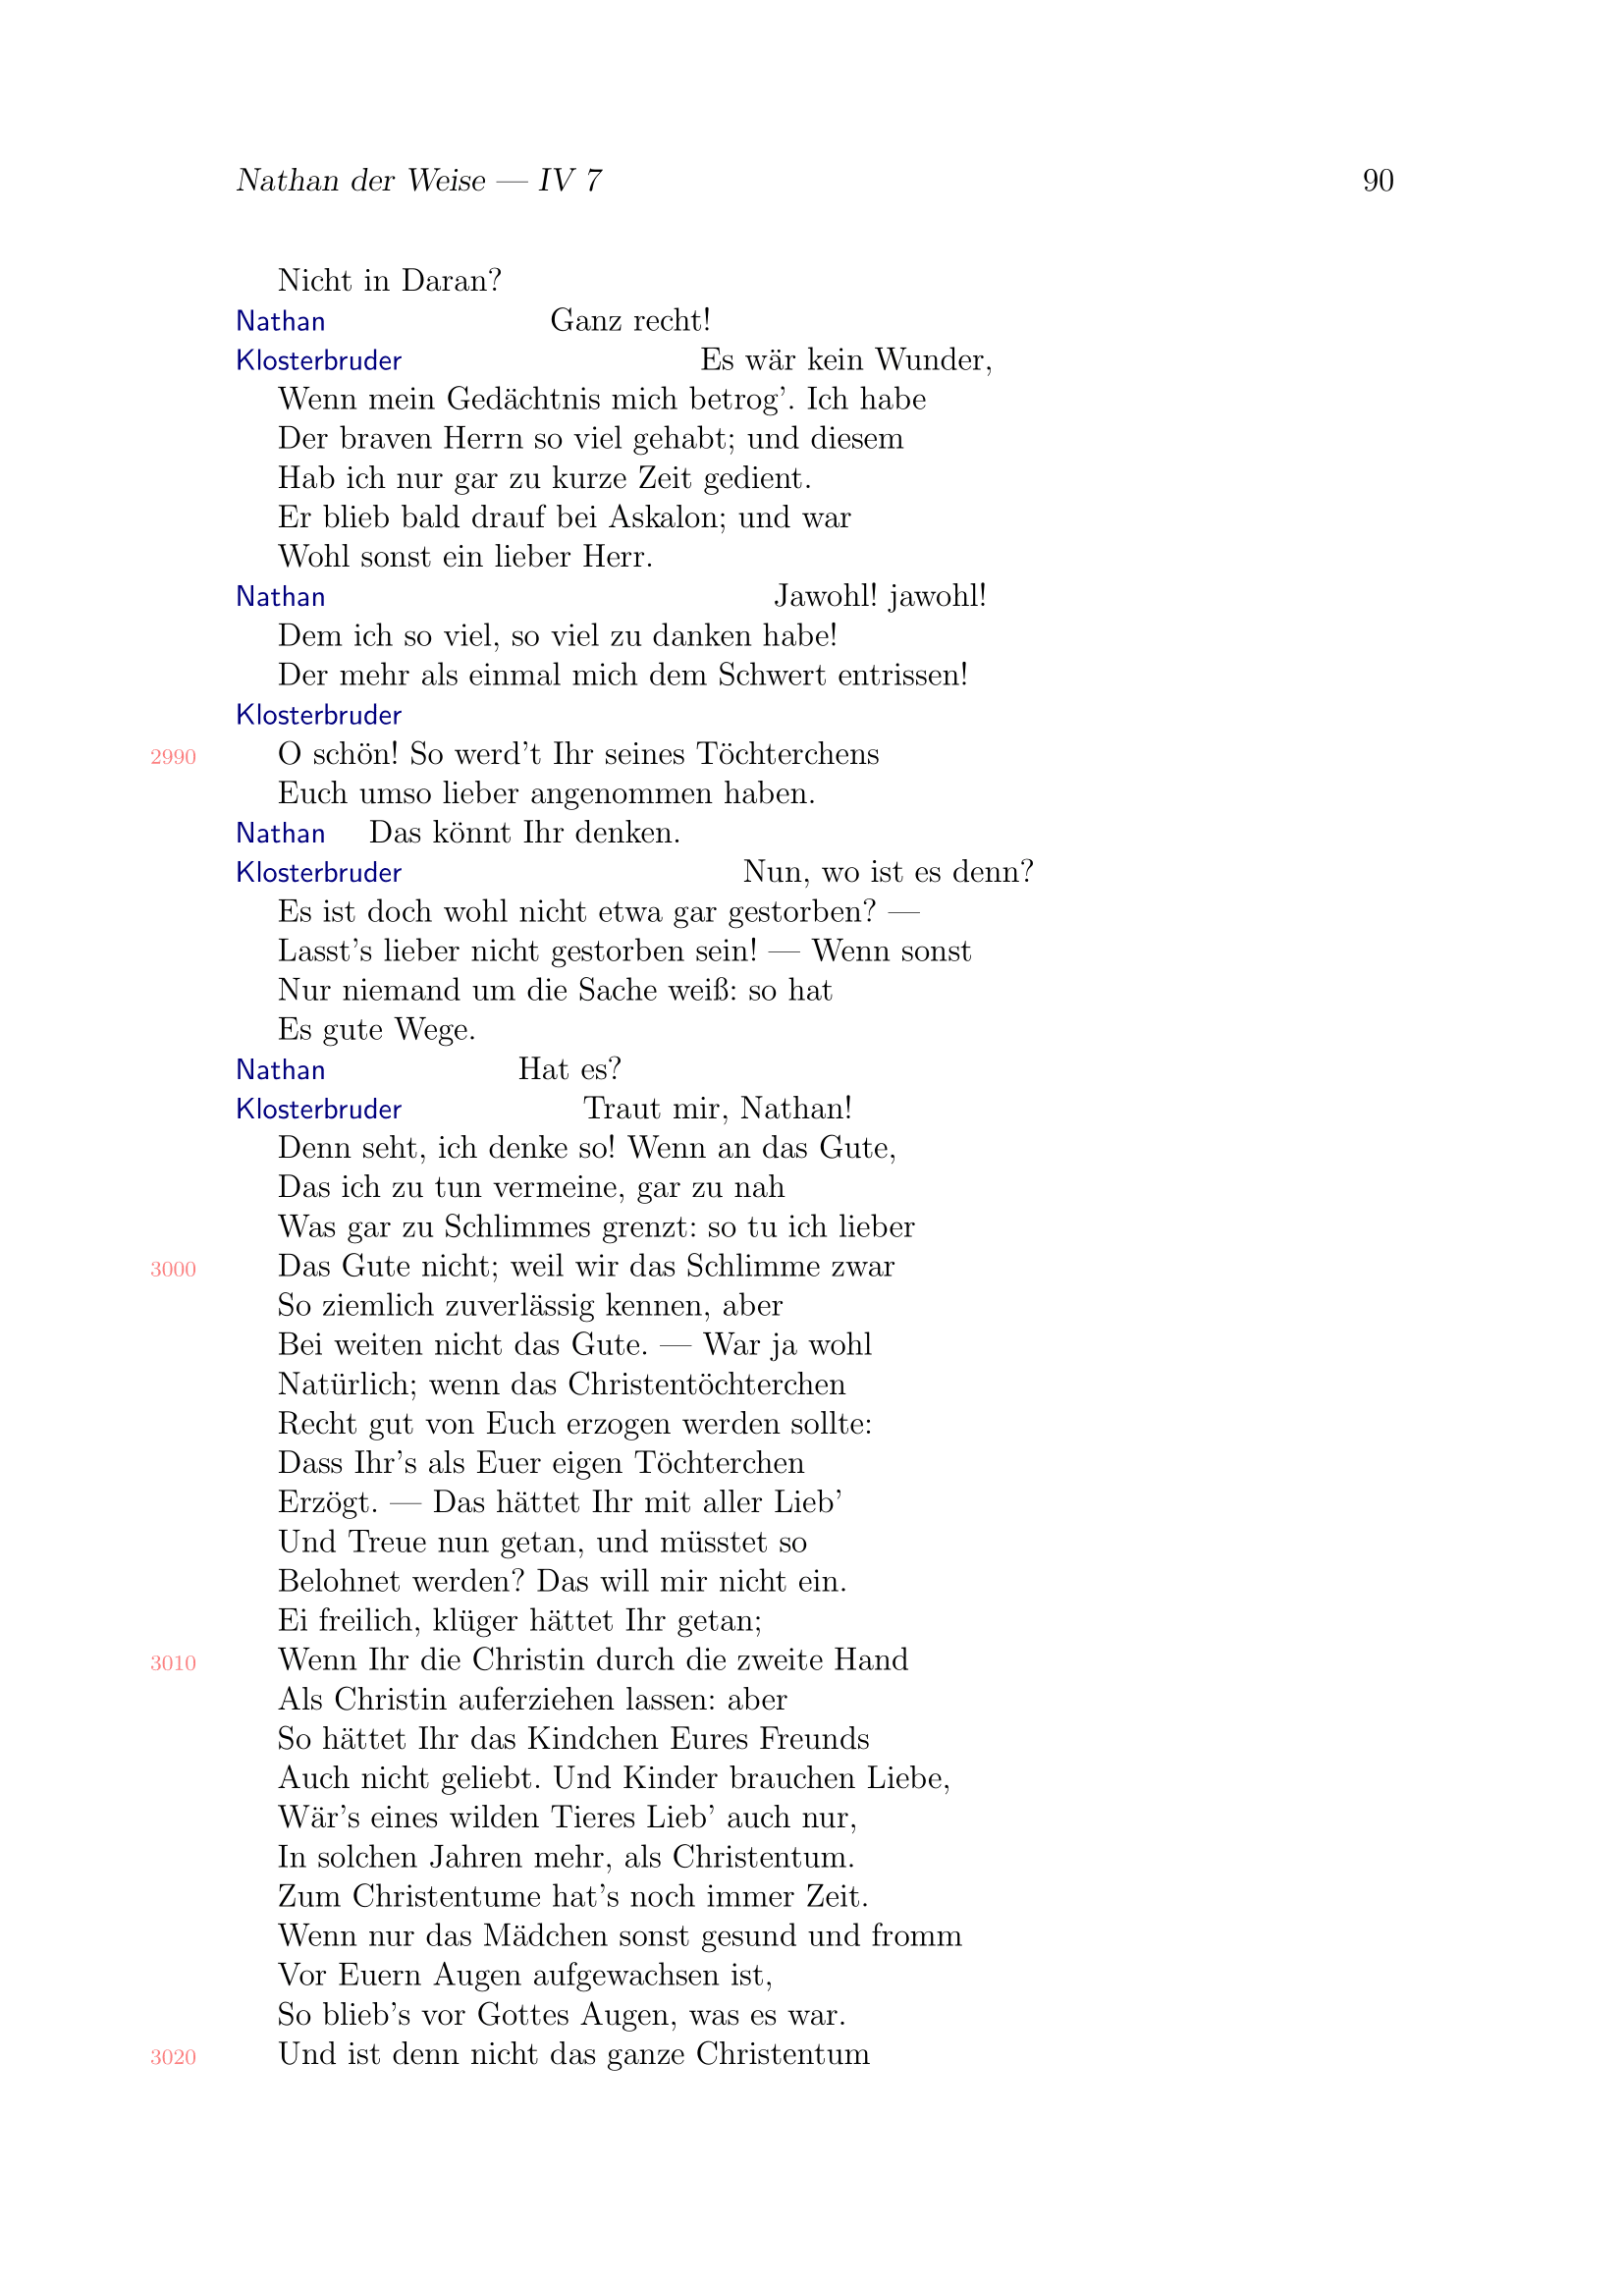 Nathan der Weise — IV 7 90
Nicht in Daran?
Nathan Ganz recht!
Klosterbruder Es wär kein Wunder,
Wenn mein Gedächtnis mich betrog'. Ich habe
Der braven Herrn so viel gehabt; und diesem
Hab ich nur gar zu kurze Zeit gedient.
Er blieb bald drauf bei Askalon; und war
Wohl sonst ein lieber Herr.
Nathan Jawohl! jawohl!
Dem ich so viel, so viel zu danken habe!
Der mehr als einmal mich dem Schwert entrissen!
Klosterbruder
2990 O schön! So werd't Ihr seines Töchterchens
Euch umso lieber angenommen haben.
Nathan Das könnt Ihr denken.
Klosterbruder Nun, wo ist es denn?
Es ist doch wohl nicht etwa gar gestorben? —
Lasst's lieber nicht gestorben sein! — Wenn sonst
Nur niemand um die Sache weiß: so hat
Es gute Wege.
Nathan Hat es?
Klosterbruder Traut mir, Nathan!
Denn seht, ich denke so! Wenn an das Gute,
Das ich zu tun vermeine, gar zu nah
Was gar zu Schlimmes grenzt: so tu ich lieber
3000 Das Gute nicht; weil wir das Schlimme zwar
So ziemlich zuverlässig kennen, aber
Bei weiten nicht das Gute. — War ja wohl
Natürlich; wenn das Christentöchterchen
Recht gut von Euch erzogen werden sollte:
Dass Ihr's als Euer eigen Töchterchen
Erzögt. — Das hättet Ihr mit aller Lieb'
Und Treue nun getan, und müsstet so
Belohnet werden? Das will mir nicht ein.
Ei freilich, klüger hättet Ihr getan;
3010 Wenn Ihr die Christin durch die zweite Hand
Als Christin auferziehen lassen: aber
So hättet Ihr das Kindchen Eures Freunds
Auch nicht geliebt. Und Kinder brauchen Liebe,
Wär's eines wilden Tieres Lieb' auch nur,
In solchen Jahren mehr, als Christentum.
Zum Christentume hat's noch immer Zeit.
Wenn nur das Mädchen sonst gesund und fromm
Vor Euern Augen aufgewachsen ist,
So blieb's vor Gottes Augen, was es war.
3020 Und ist denn nicht das ganze Christentum